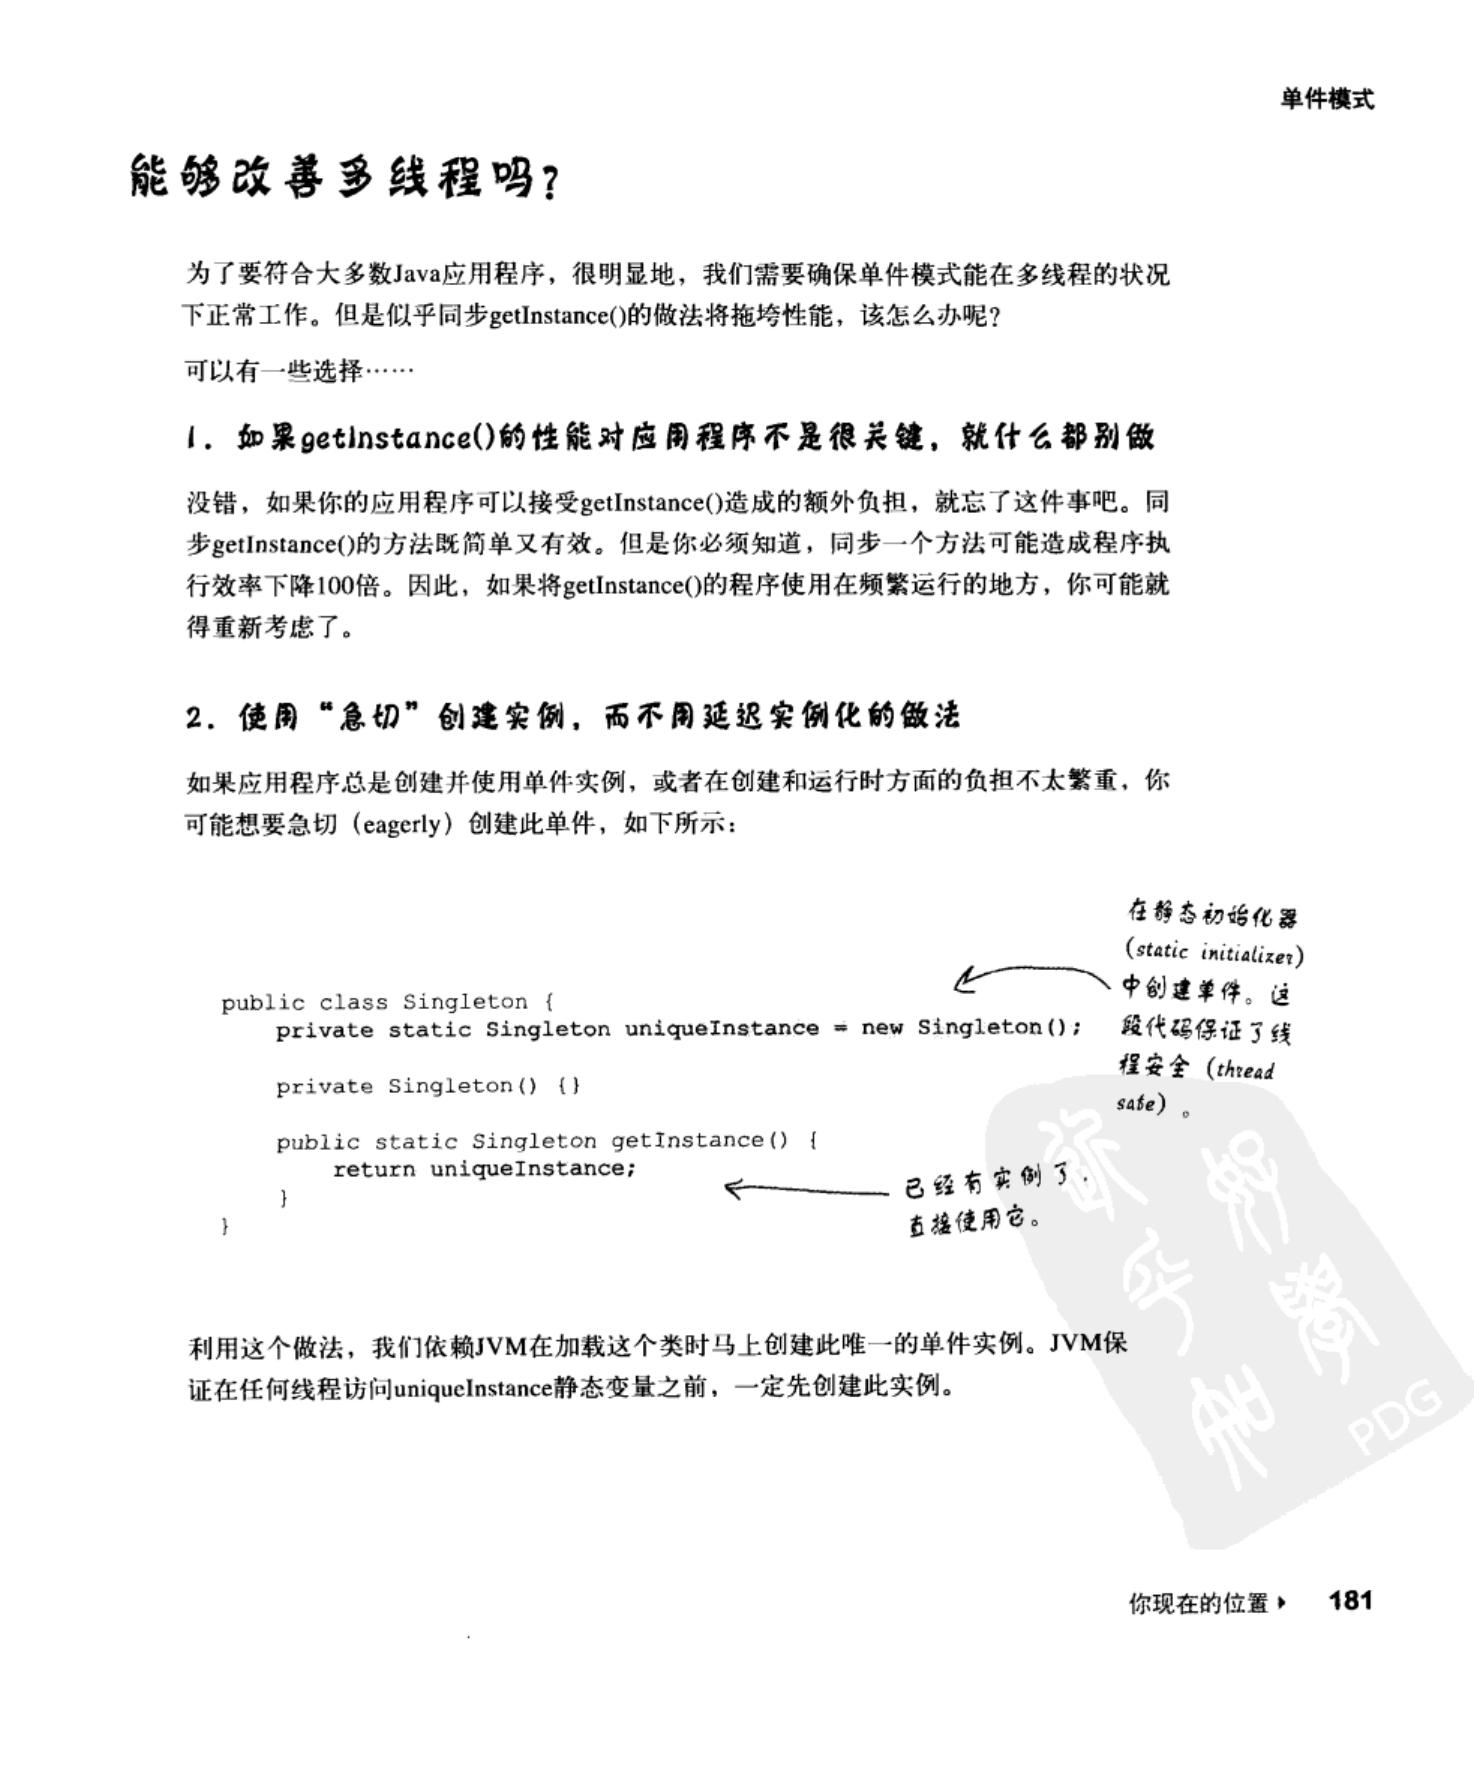 单件模式
能够改善多线程吗?
为了要符合大多数Java应用程序，很明显地，我们需要确保单件模式能在多线程的状况
下正常工作。但是似乎同步getInstance()的做法将拖垮性能，该怎么办呢?
可以有一些选择……
1. 如果getInstance()的性能对应用程序不是很关键，就什么都别做
没错，如果你的应用程序可以接受getInstance()造成的额外负担，就忘了这件事吧。同
步getInstance()的方法既简单又有效。但是你必须知道，同步一个方法可能造成程序执
行效率下降100倍。因此，如果将getInstance()的程序使用在频繁运行的地方，你可能就
得重新考虑了。
2. 使用“急切”创建实例，而不用延迟实例化的做法
如果应用程序总是创建并使用单件实例，或者在创建和运行时方面的负担不太繁重，你
可能想要急切（eagerly）创建此单件，如下所示：
在静态初始化器
(static initializer)
中创建单件。这
段代码保证了线
程安全 (thread
safe) 。
public class Singleton {
private static Singleton uniqueInstance = new Singleton();
private Singleton() {}
public static Singleton getInstance() {
return uniqueInstance;
}
}
已经有实例了，
直接使用它。
利用这个做法，我们依赖JVM在加载这个类时马上创建此唯一的单件实例。JVM保
证在任何线程访问uniqueInstance静态变量之前，一定先创建此实例。
PDG
你现在的位置 ▸ 181